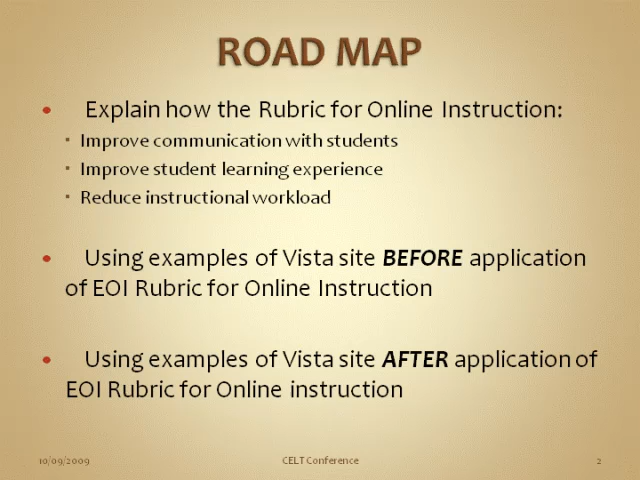 ROAD MAP
• Explain how the Rubric for Online Instruction:
▪ Improve communication with students
▪ Improve student learning experience
▪ Reduce instructional workload
• Using examples of Vista site BEFORE application
of EOI Rubric for Online Instruction
• Using examples of Vista site AFTER application of
EOI Rubric for Online instruction
10/09/2009 CELT Conference 2